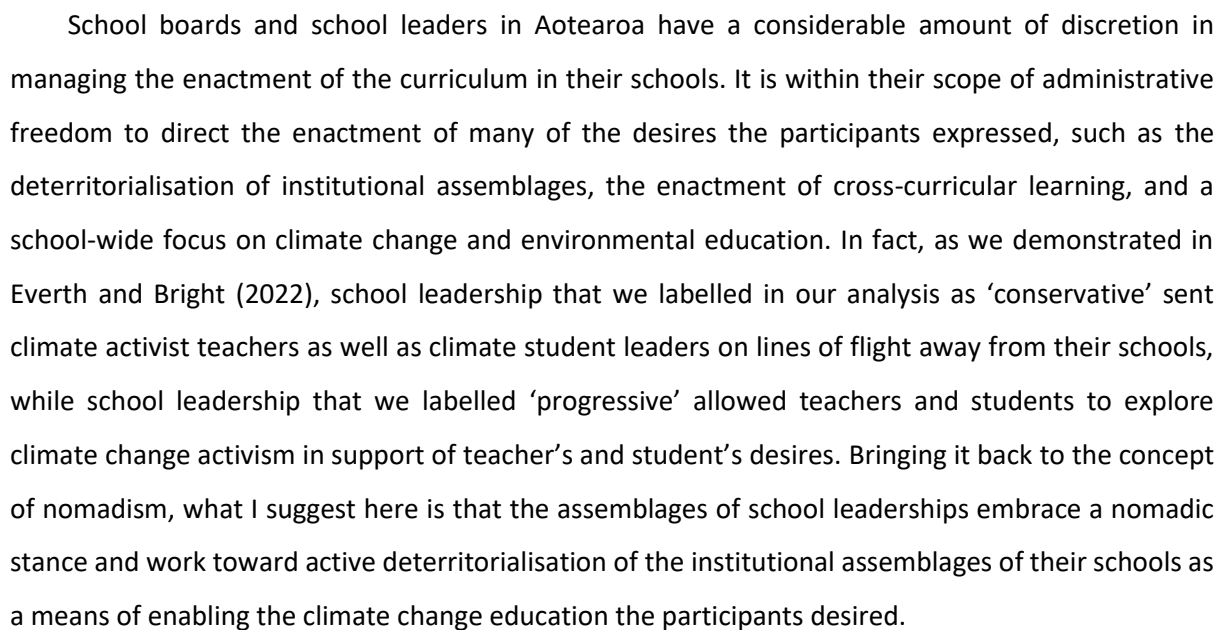 School boards and school leaders in Aotearoa have a considerable amount of discretion in
managing the enactment of the curriculum in their schools. It is within their scope of administrative
freedom to direct the enactment of many of the desires the participants expressed, such as the
deterritorialisation of institutional assemblages, the enactment of cross-curricular learning, and a
school-wide focus on climate change and environmental education. In fact, as we demonstrated in
Everth and Bright (2022), school leadership that we labelled in our analysis as ‘conservative’ sent
climate activist teachers as well as climate student leaders on lines of flight away from their schools,
while school leadership that we labelled ‘progressive’ allowed teachers and students to explore
climate change activism in support of teacher’s and student’s desires. Bringing it back to the concept
of nomadism, what I suggest here is that the assemblages of school leaderships embrace a nomadic
stance and work toward active deterritorialisation of the institutional assemblages of their schools as
a means of enabling the climate change education the participants desired.